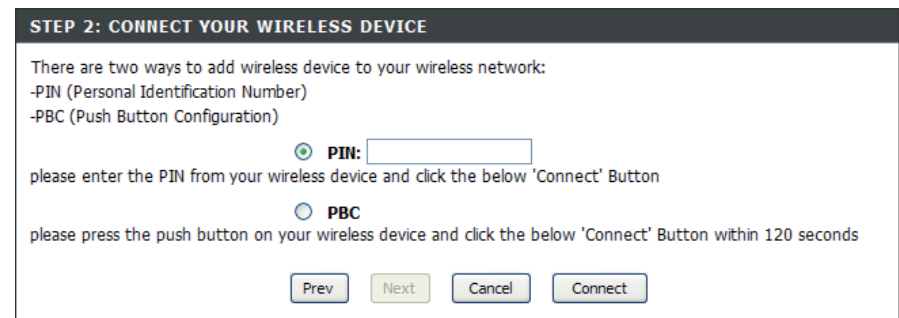 STEP 2: CONNECT YOUR WIRELESS DEVICE
There are two ways to add wireless device to your wireless network:
-PIN (Personal Identification Number)
-PBC (Push Button Configuration)
PIN:
please enter the PIN from your wireless device and click the below 'Connect' Button
PBC
please press the push button on your wireless device and click the below 'Connect' Button within 120 seconds
Prev Next Cancel Connect